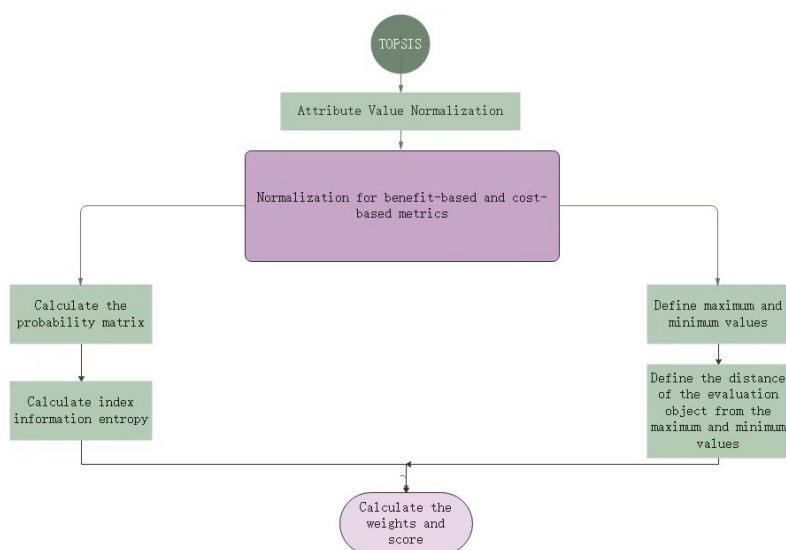 TOPSIS
Attribute Value Normalization
Normalization for benefit-based and cost-
based metrics
Calculate the
probability matrix
Define maximum and
minimum values
Calculate index
information entropy
Define the distance
of the evaluation
object from the
maximum and minimum
values
Calculate the
weights and
score